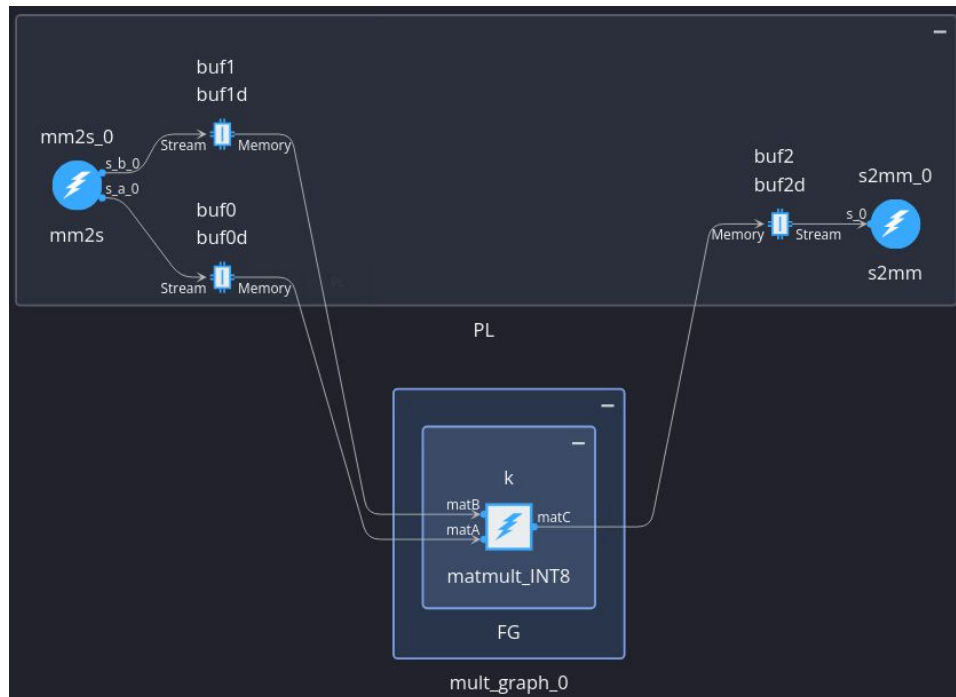 buf1
buf1d
mm2s_0
s_b_0
Stream
Memory
s_a_0
mm2s
buf0
buf0d
Stream
Memory
buf2
buf2d
s2mm_0
s_0
Memory
Stream
s2mm
PL
k
matB
matA
matC
matmult_INT8
FG
mult_graph_0